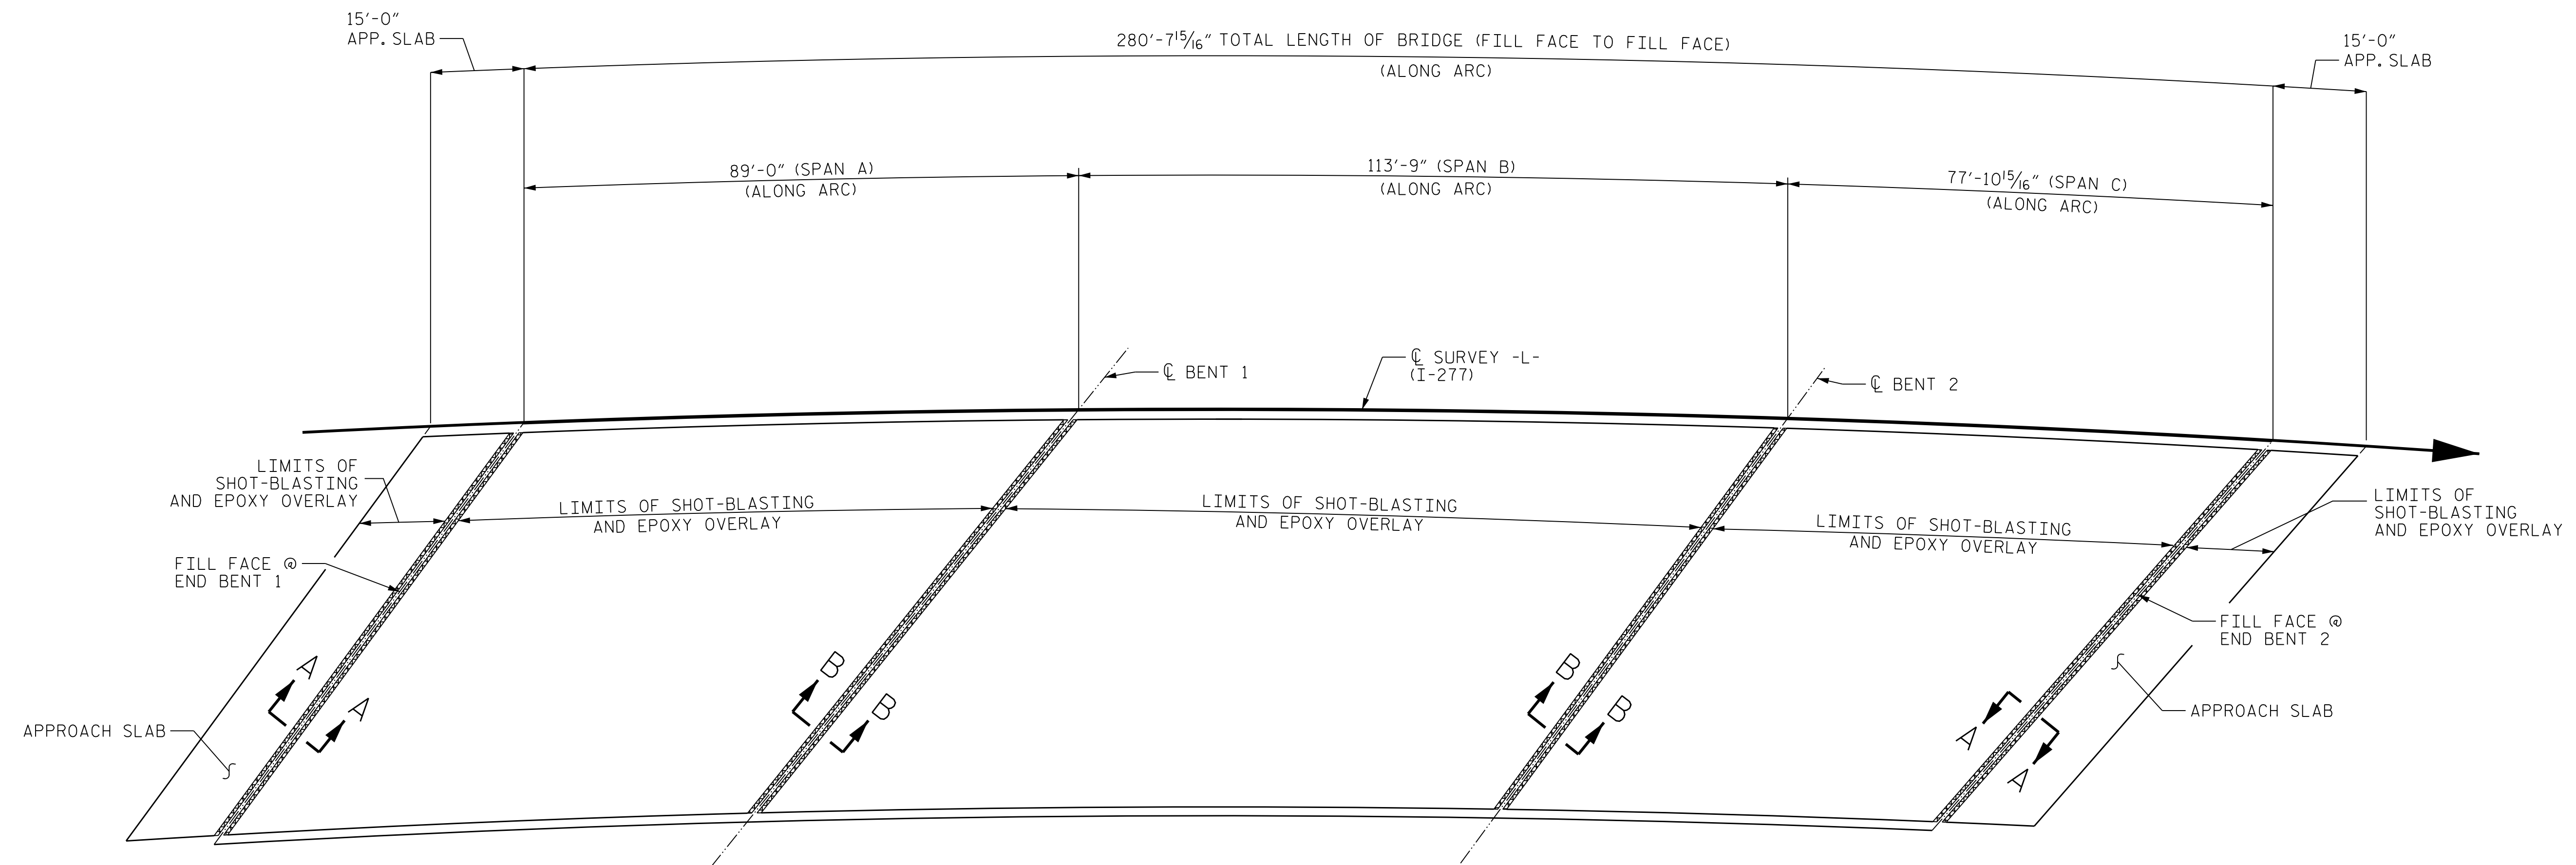 15'-0"
APP. SLAB
280'-7 15/16" TOTAL LENGTH OF BRIDGE (FILL FACE TO FILL FACE)
(ALONG ARC)
15'-0"
APP. SLAB
89'-0" (SPAN A)
(ALONG ARC)
113'-9" (SPAN B)
(ALONG ARC)
77'-10 15/16" (SPAN C)
(ALONG ARC)
℄ BENT 1
℄ SURVEY -L-
(I-277)
℄ BENT 2
LIMITS OF
SHOT-BLASTING
AND EPOXY OVERLAY
LIMITS OF SHOT-BLASTING
AND EPOXY OVERLAY
LIMITS OF SHOT-BLASTING
AND EPOXY OVERLAY
LIMITS OF SHOT-BLASTING
AND EPOXY OVERLAY
LIMITS OF
SHOT-BLASTING
AND EPOXY OVERLAY
FILL FACE @
END BENT 1
FILL FACE @
END BENT 2
A
A
B
B
B
B
A
A
APPROACH SLAB
APPROACH SLAB